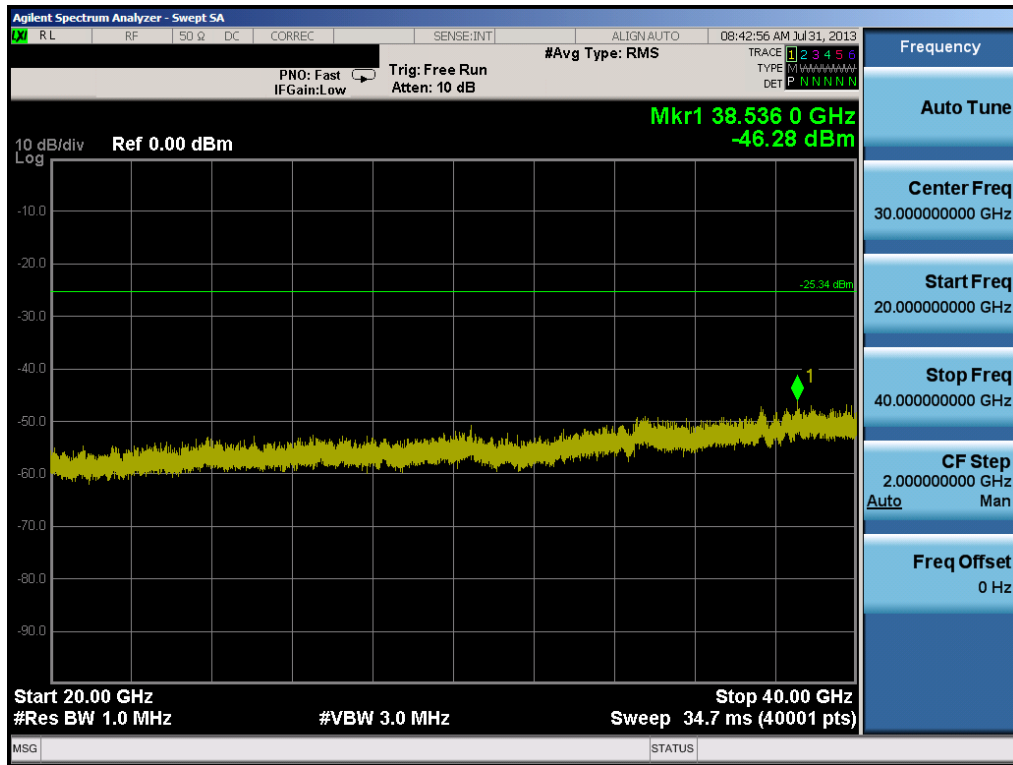 Agilent Spectrum Analyzer - Swept SA
LXI RL RF 50 Ω DC CORREC SENSE:INT ALIGNAUTO 08:42:56 AM Jul 31, 2013
#Avg Type: RMS TRACE 1 2 3 4 5 6
PNO: Fast Trig: Free Run TYPE M WWWWW
IFGain:Low Atten: 10 dB DET P N N N N N
Mkr1 38.536 0 GHz
-46.28 dBm
10 dB/div Ref 0.00 dBm
Log
-10.0
-20.0
-25.34 dBm
-30.0
-40.0
1
-50.0
-60.0
-70.0
-80.0
-90.0
Start 20.00 GHz Stop 40.00 GHz
#Res BW 1.0 MHz #VBW 3.0 MHz Sweep 34.7 ms (40001 pts)
MSG STATUS
Frequency
Auto Tune
Center Freq
30.000000000 GHz
Start Freq
20.000000000 GHz
Stop Freq
40.000000000 GHz
CF Step
2.000000000 GHz
Auto Man
Freq Offset
0 Hz